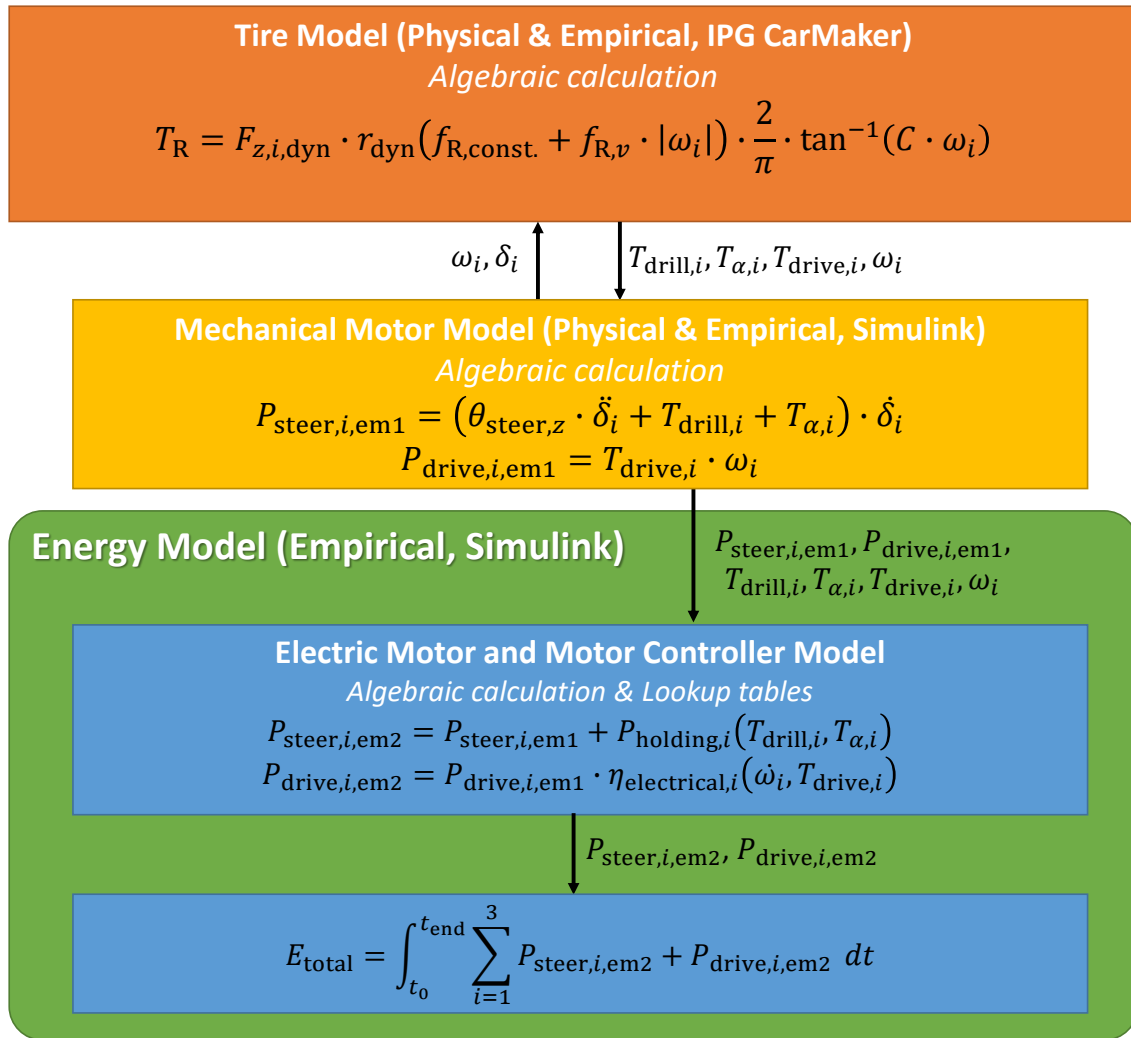 Tire Model (Physical & Empirical, IPG CarMaker)
Algebraic calculation
T_R = F_{z,i,dyn} · r_dyn(f_{R,const.} + f_{R,v} · |ω_i|) · 2/π · tan⁻¹(C · ω_i)
ω_i, δ_i
T_{drill,i}, T_{α,i}, T_{drive,i}, ω_i
Mechanical Motor Model (Physical & Empirical, Simulink)
Algebraic calculation
P_{steer,i,em1} = (θ_{steer,z} · δ̈_i + T_{drill,i} + T_{α,i}) · δ̇_i
P_{drive,i,em1} = T_{drive,i} · ω_i
Energy Model (Empirical, Simulink)
P_{steer,i,em1}, P_{drive,i,em1},
T_{drill,i}, T_{α,i}, T_{drive,i}, ω_i
Electric Motor and Motor Controller Model
Algebraic calculation & Lookup tables
P_{steer,i,em2} = P_{steer,i,em1} + P_{holding,i}(T_{drill,i}, T_{α,i})
P_{drive,i,em2} = P_{drive,i,em1} · η_{electrical,i}(ω̇_i, T_{drive,i})
P_{steer,i,em2}, P_{drive,i,em2}
E_total = ∫_{t_0}^{t_end} ∑_{i=1}^{3} P_{steer,i,em2} + P_{drive,i,em2} dt